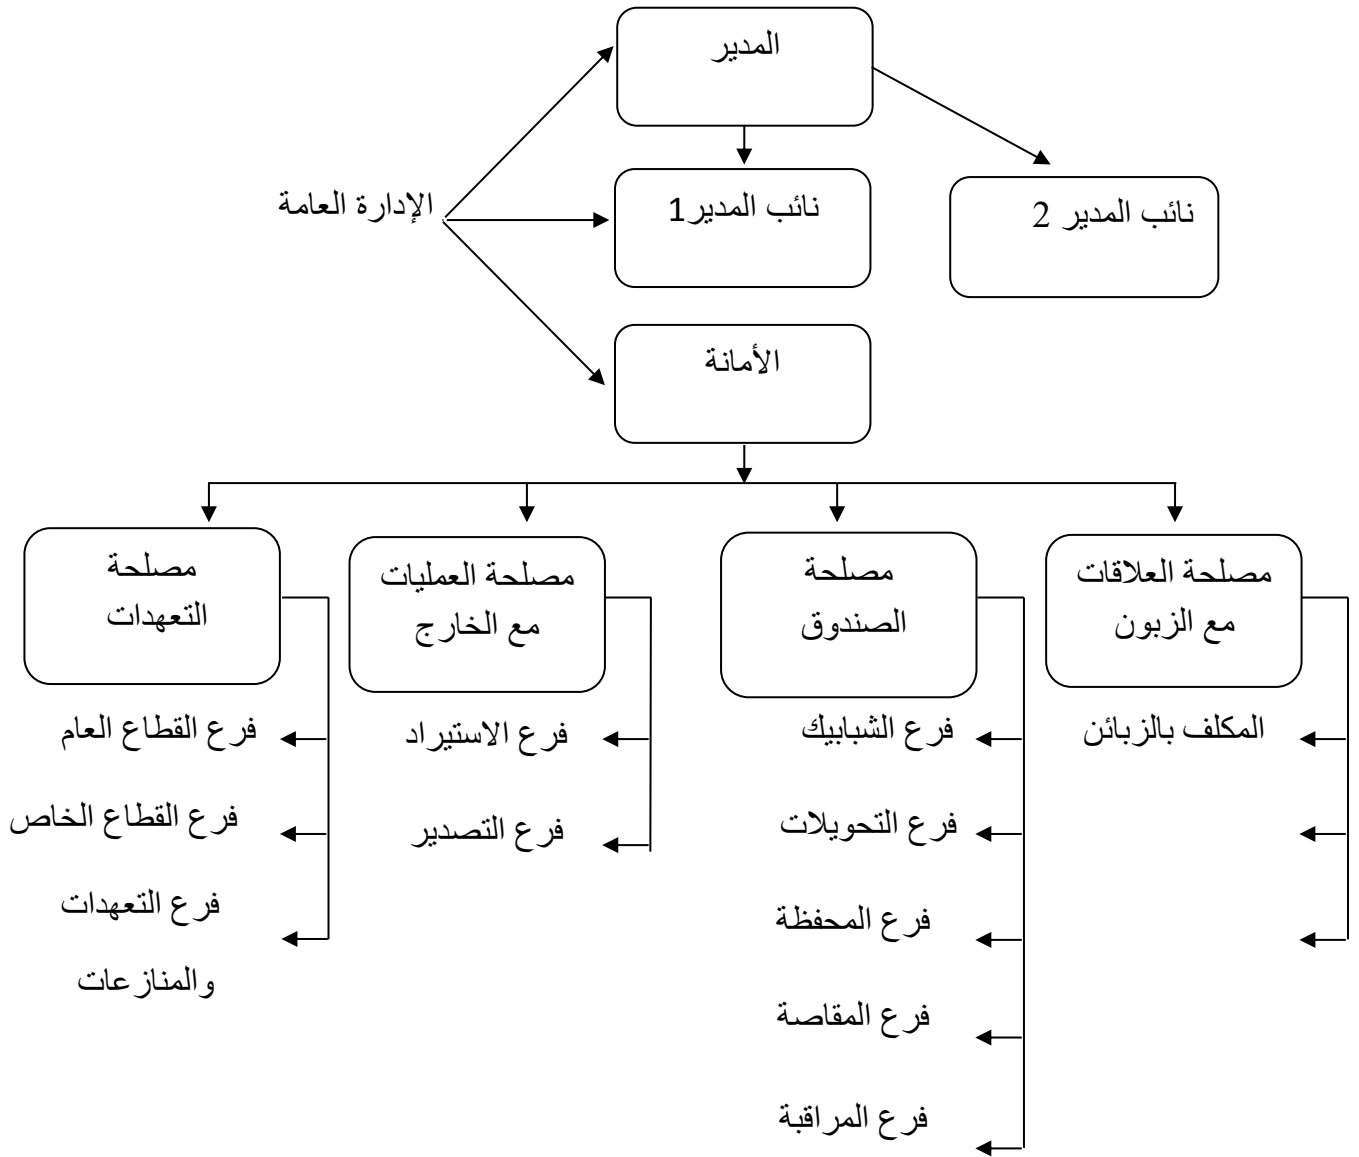 المدير
نائب المدير1
نائب المدير 2
الإدارة العامة
الأمانة
مصلحة العلاقات
مع الزبون
المكلف بالزبائن
مصلحة
الصندوق
فرع الشبابيك
فرع التحويلات
فرع المحفظة
فرع المقاصة
فرع المراقبة
مصلحة العمليات
مع الخارج
فرع الاستيراد
فرع التصدير
مصلحة
التعهدات
فرع القطاع العام
فرع القطاع الخاص
فرع التعهدات
والمنازعات